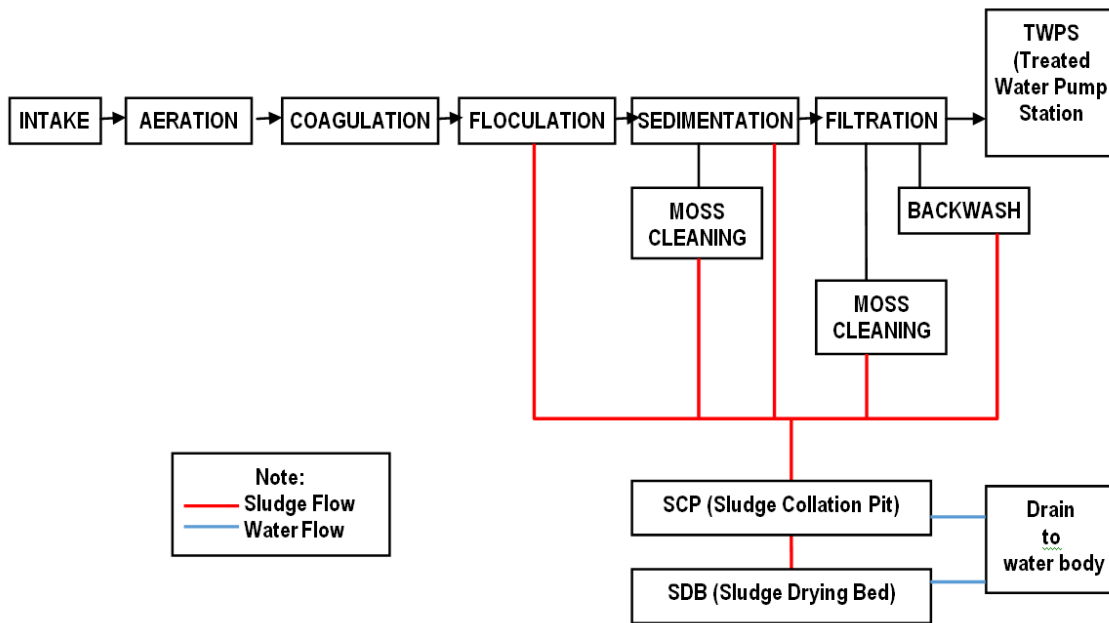 TWPS
(Treated
Water Pump
Station
INTAKE
AERATION
COAGULATION
FLOCULATION
SEDIMENTATION
FILTRATION
MOSS
CLEANING
BACKWASH
MOSS
CLEANING
Note:
Sludge Flow
Water Flow
SCP (Sludge Collation Pit)
Drain
to
water body
SDB (Sludge Drying Bed)